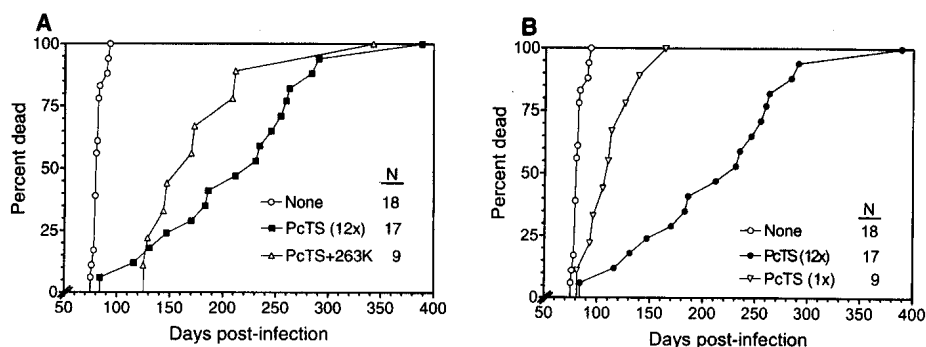 A
100
75
50
25
0
Percent dead
N
None 18
PcTS (12x) 17
PcTS+263K 9
50 100 150 200 250 300 350 400
Days post-infection
B
100
75
50
25
0
Percent dead
N
None 18
PcTS (12x) 17
PcTS (1x) 9
50 100 150 200 250 300 350 400
Days post-infection